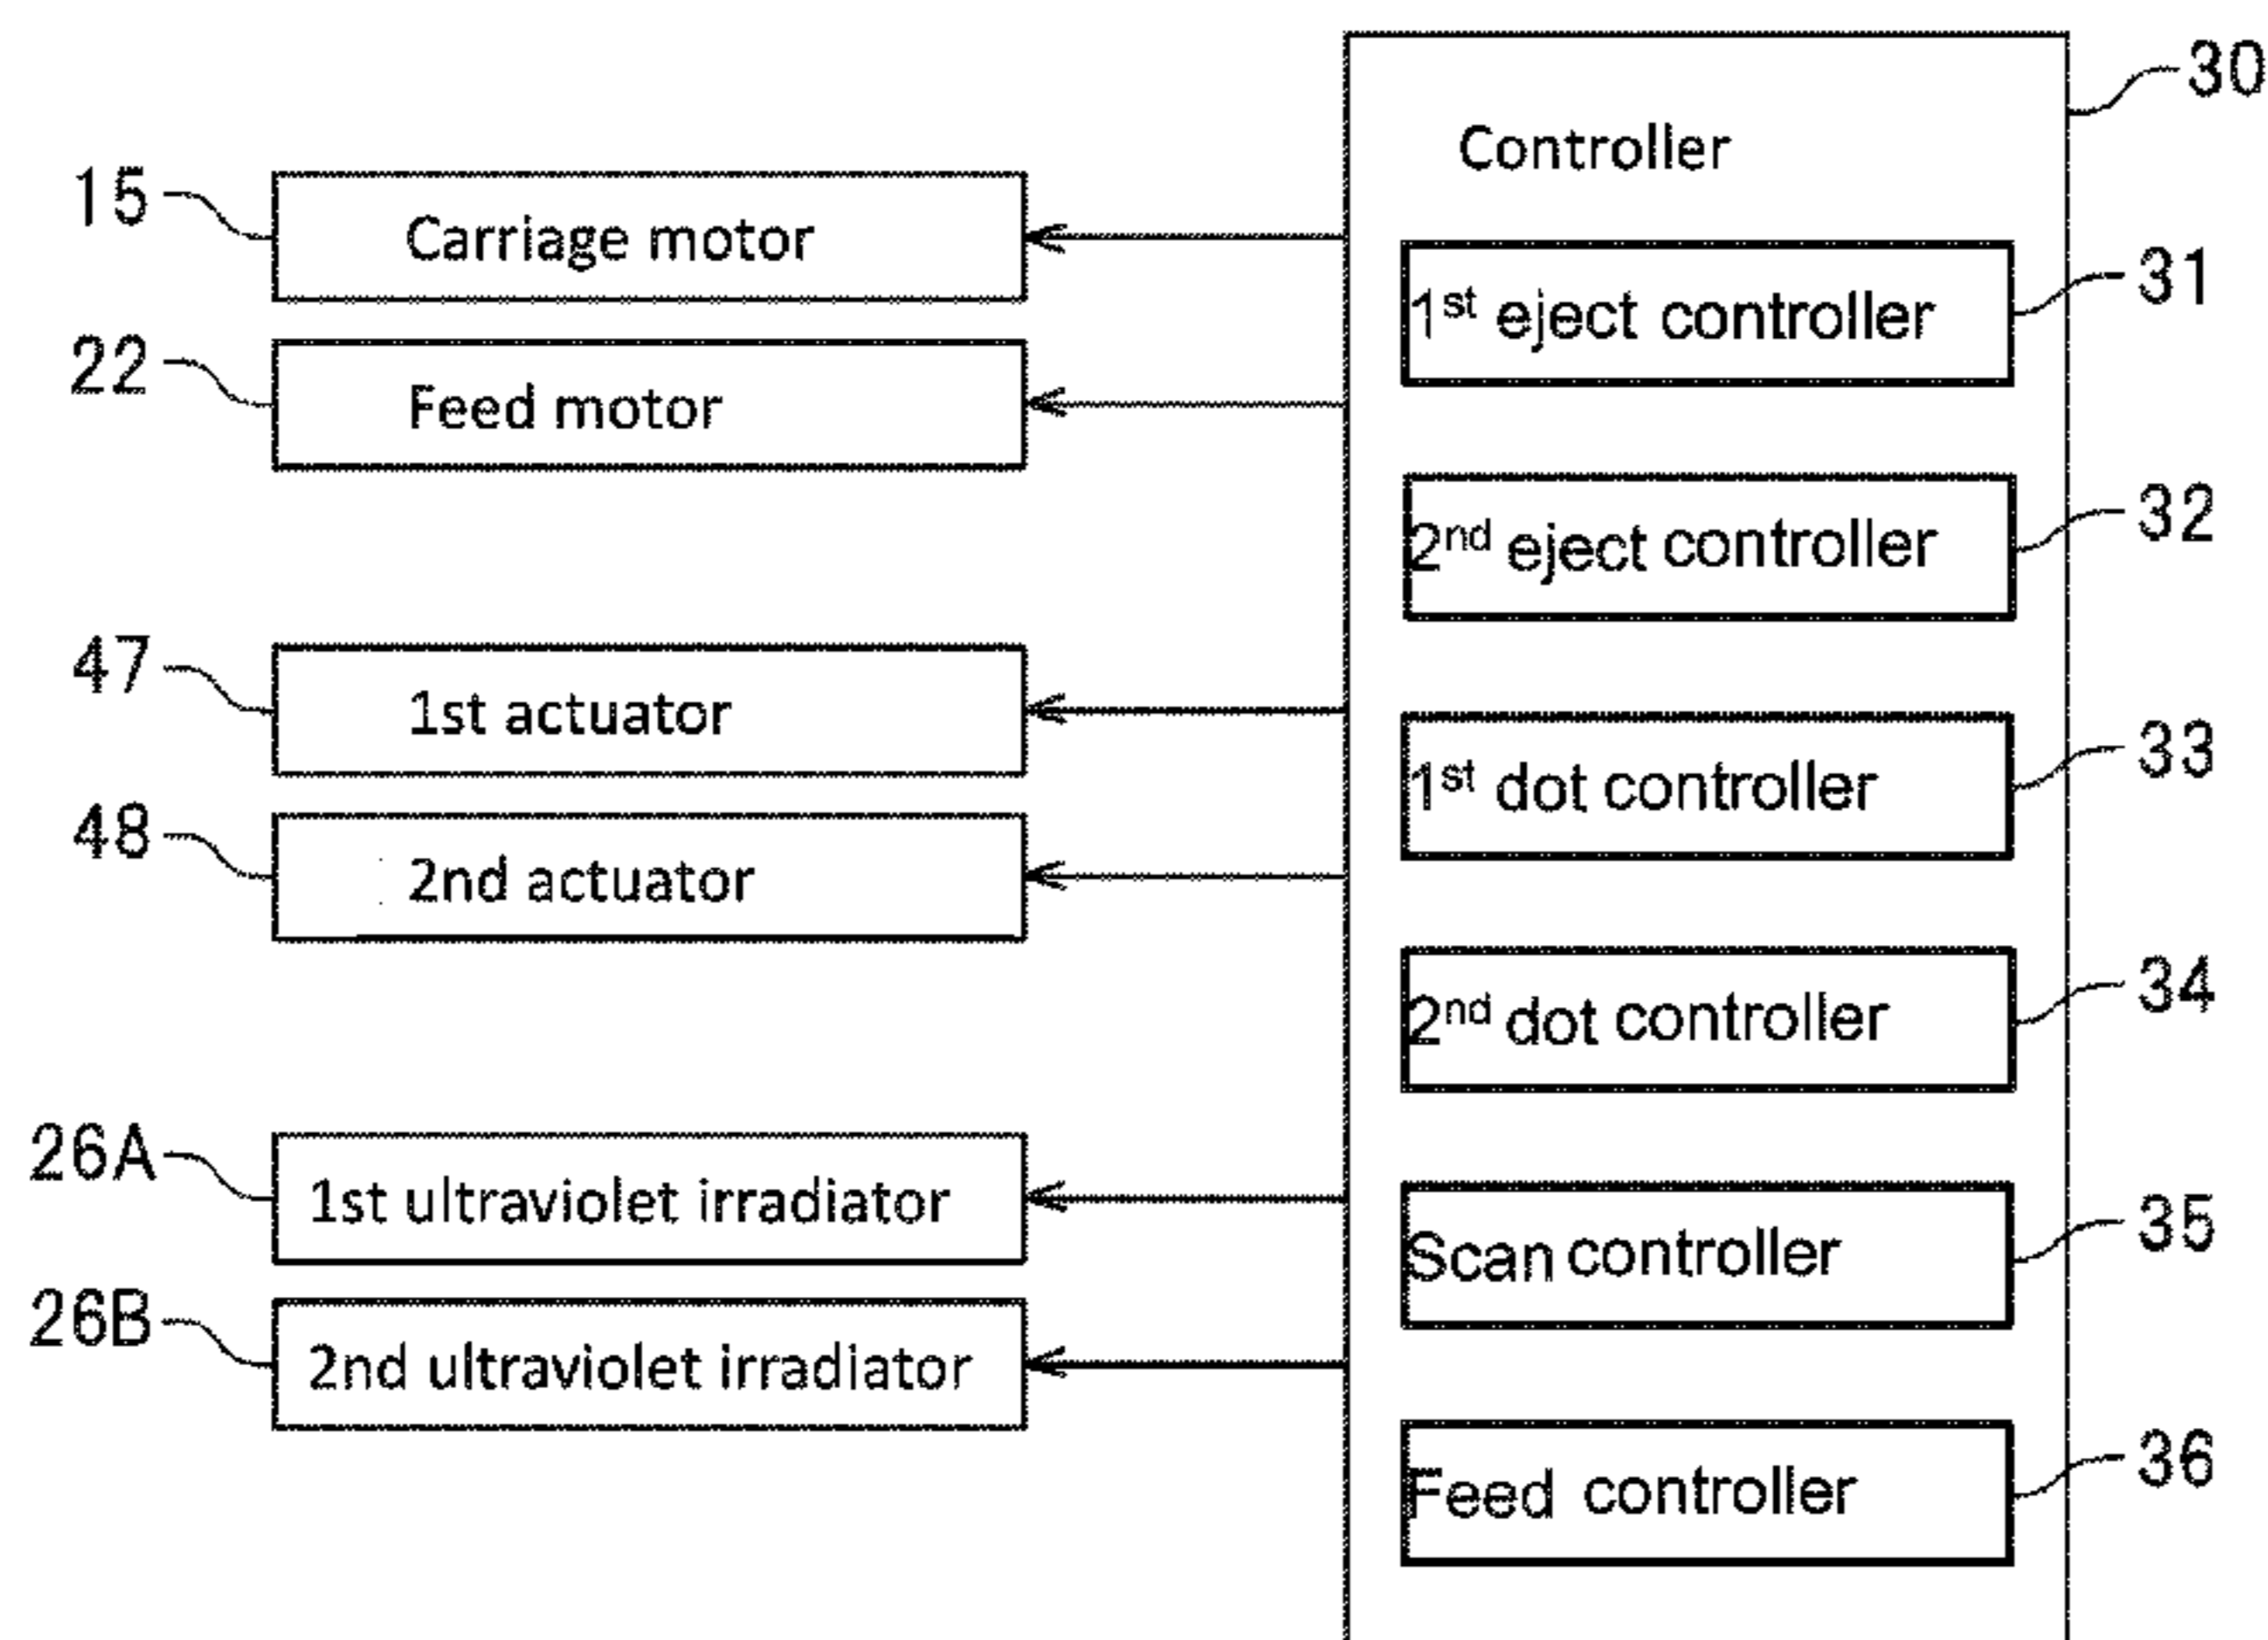 30
Controller
15
Carriage motor
31
1st eject controller
22
Feed motor
32
2nd eject controller
47
1st actuator
33
1st dot controller
48
2nd actuator
34
2nd dot controller
26A
1st ultraviolet irradiator
35
Scan controller
26B
2nd ultraviolet irradiator
36
Feed controller